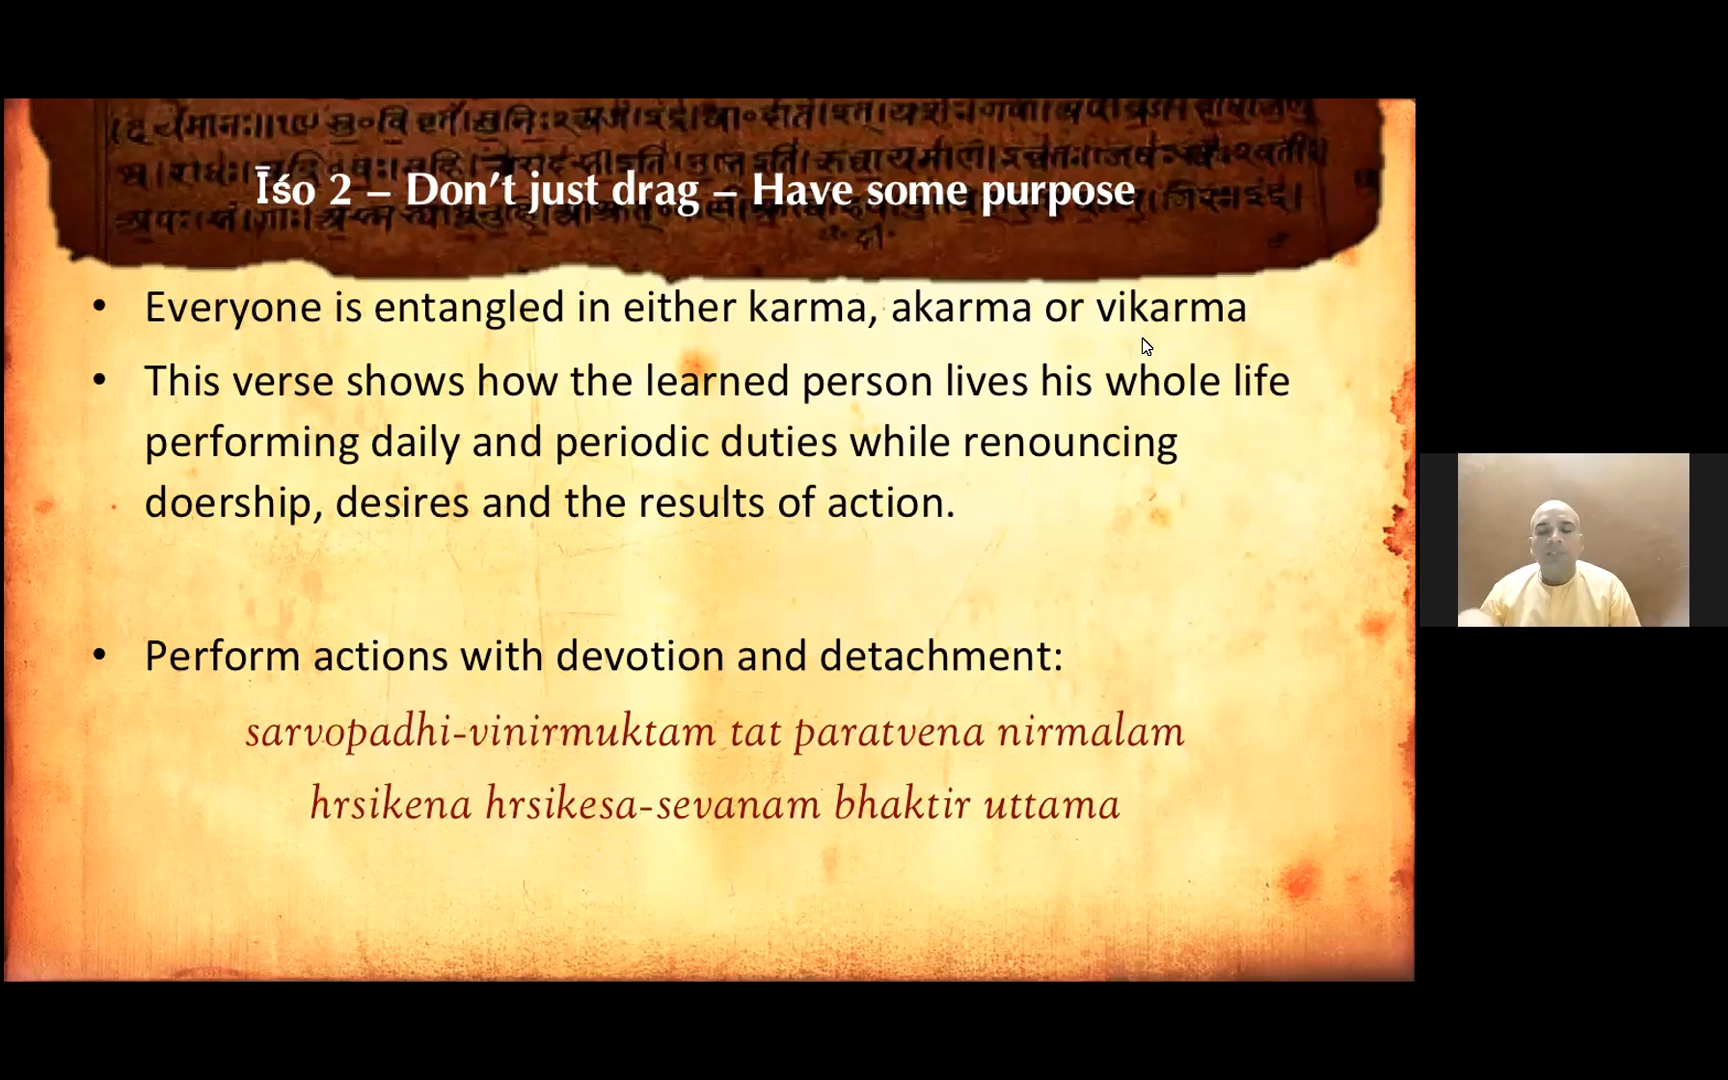 Īśo 2 – Don’t just drag – Have some purpose
• Everyone is entangled in either karma, akarma or vikarma
• This verse shows how the learned person lives his whole life
performing daily and periodic duties while renouncing
doership, desires and the results of action.
• Perform actions with devotion and detachment:
sarvopadhi-vinirmuktam tat paratvena nirmalam
hrsikena hrsikesa-sevanam bhaktir uttama